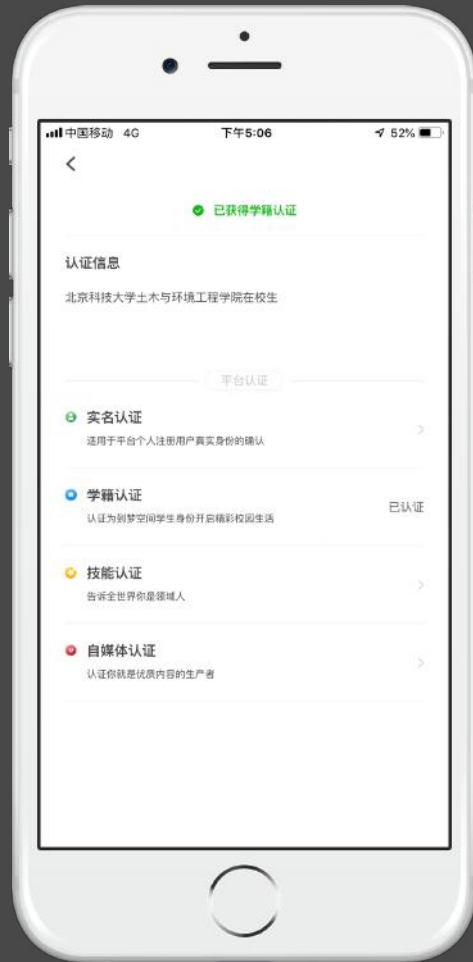 中国移动 4G 下午5:06 52%
已获得学籍认证
认证信息
北京科技大学土木与环境工程学院在校生
平台认证
实名认证
适用于平台个人注册用户真实身份的确认
学籍认证
认证为到梦空间学生身份开启精彩校园生活
已认证
技能认证
告诉全世界你是领域人
自媒体认证
认证你就是优质内容的生产者